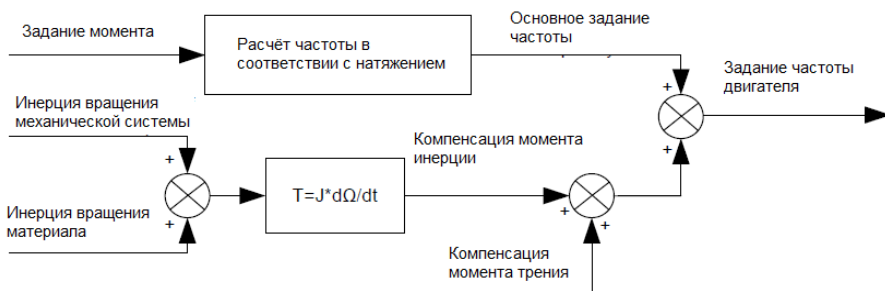 Задание момента
Расчёт частоты в
соответствии с натяжением
Основное задание
частоты
Задание частоты
двигателя
+
+
Инерция вращения
механической системы
+
+
T=J*dΩ/dt
Компенсация момента
инерции
+
+
Инерция вращения
материала
Компенсация
момента трения